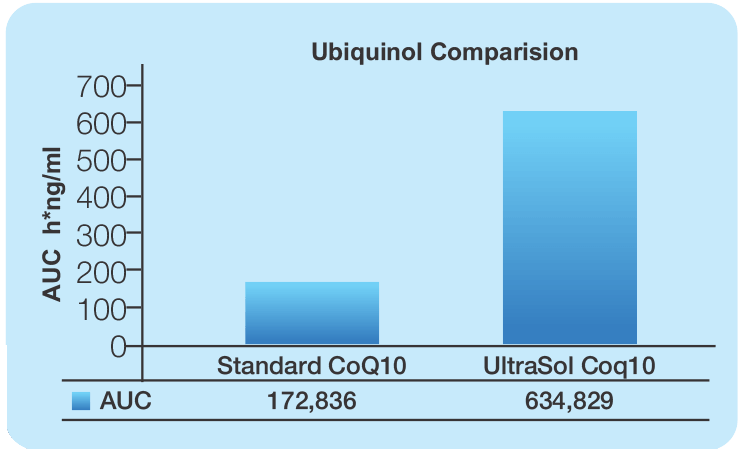 Ubiquinol Comparision
AUC h*ng/ml
700
600
500
400
300
200
100
0
Standard CoQ10 UltraSol Coq10
AUC 172,836 634,829